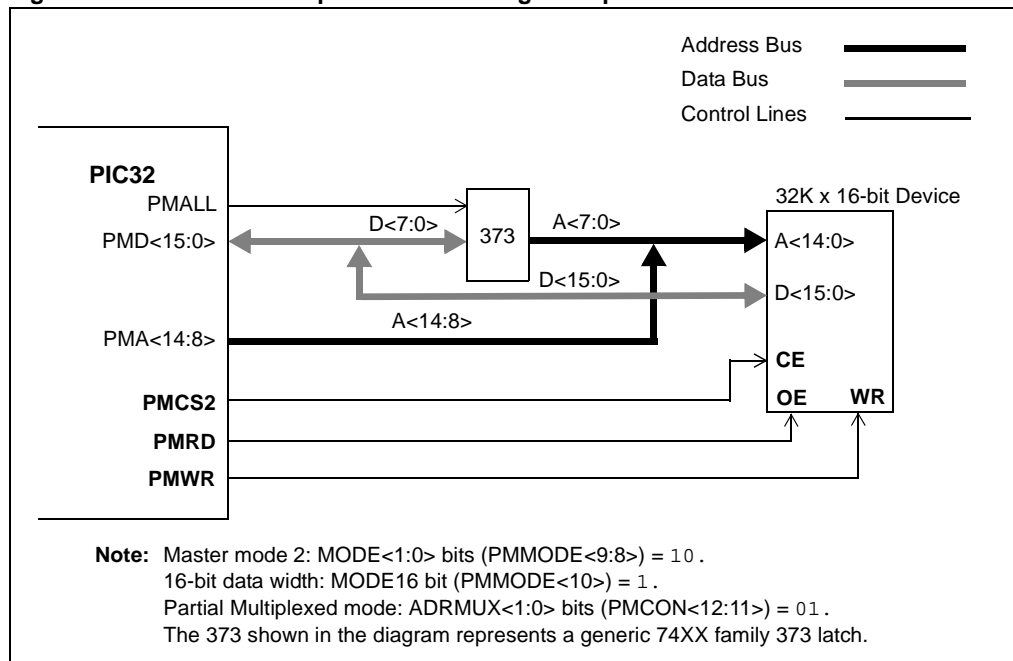 Address Bus
Data Bus
Control Lines
PIC32
PMALL
32K x 16-bit Device
D<7:0>
373
A<7:0>
PMD<15:0>
A<14:0>
D<15:0>
D<15:0>
A<14:8>
PMA<14:8>
CE
PMCS2
OE WR
PMRD
PMWR
Note: Master mode 2: MODE<1:0> bits (PMMODE<9:8>) = 10.
16-bit data width: MODE16 bit (PMMODE<10>) = 1.
Partial Multiplexed mode: ADRMUX<1:0> bits (PMCON<12:11>) = 01.
The 373 shown in the diagram represents a generic 74XX family 373 latch.